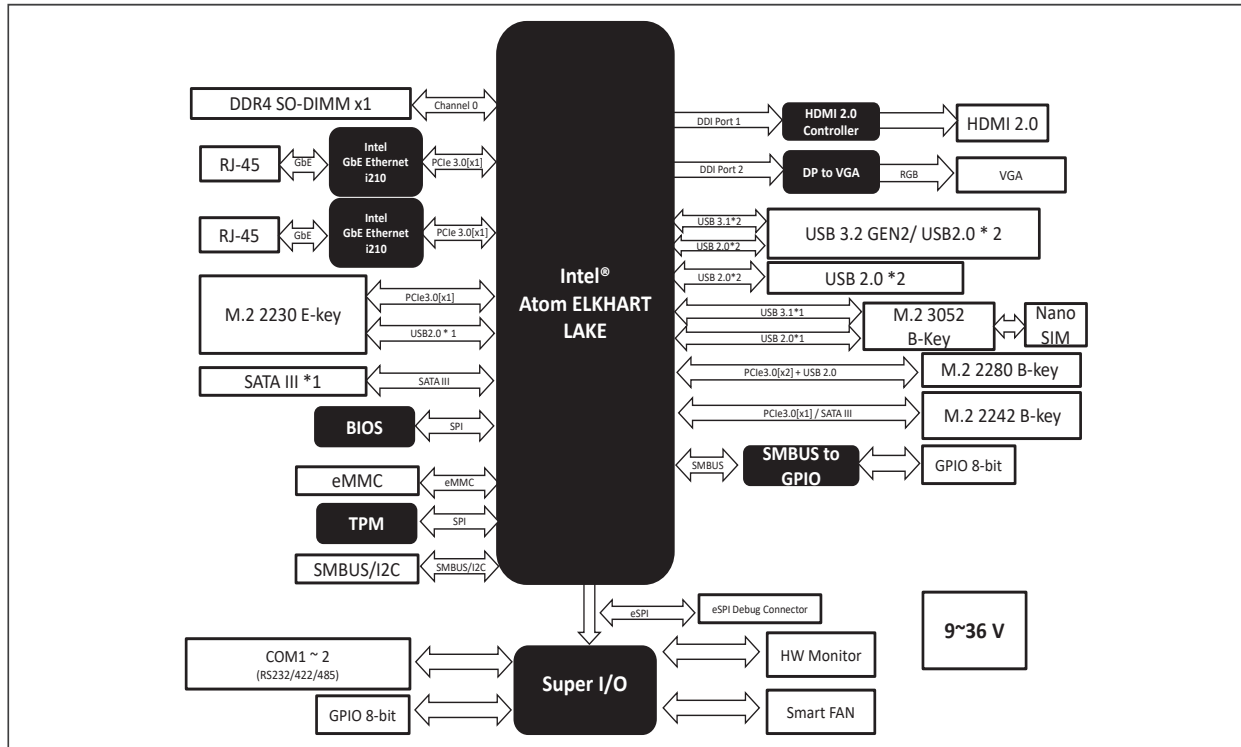 DDR4 SO-DIMM x1
Channel 0
RJ-45
GbE
Intel
GbE Ethernet
i210
PCIe 3.0[x1]
RJ-45
GbE
Intel
GbE Ethernet
i210
PCIe 3.0[x1]
M.2 2230 E-key
PCIe3.0[x1]
USB2.0 * 1
SATA III *1
SATA III
BIOS
SPI
eMMC
eMMC
TPM
SPI
SMBUS/I2C
SMBUS/I2C
Intel®
Atom ELKHART
LAKE
DDI Port 1
HDMI 2.0
Controller
HDMI 2.0
DDI Port 2
DP to VGA
RGB
VGA
USB 3.1*2
USB 2.0*2
USB 3.2 GEN2/ USB2.0 * 2
USB 2.0*2
USB 2.0 *2
USB 3.1*1
USB 2.0*1
M.2 3052
B-Key
Nano
SIM
PCIe3.0[x2] + USB 2.0
M.2 2280 B-key
PCIe3.0[x1] / SATA III
M.2 2242 B-key
SMBUS
SMBUS to
GPIO
GPIO 8-bit
eSPI
eSPI Debug Connector
COM1 ~ 2
(RS232/422/485)
GPIO 8-bit
Super I/O
HW Monitor
Smart FAN
9~36 V